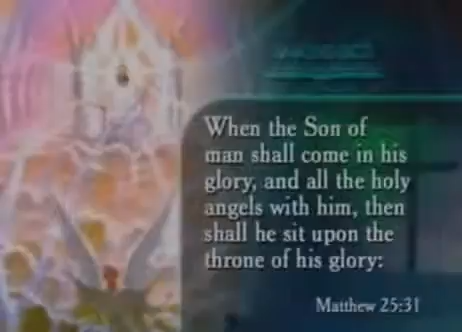 When the Son of
man shall come in his
glory, and all the holy
angels with him, then
shall he sit upon the
throne of his glory:
Matthew 25:31